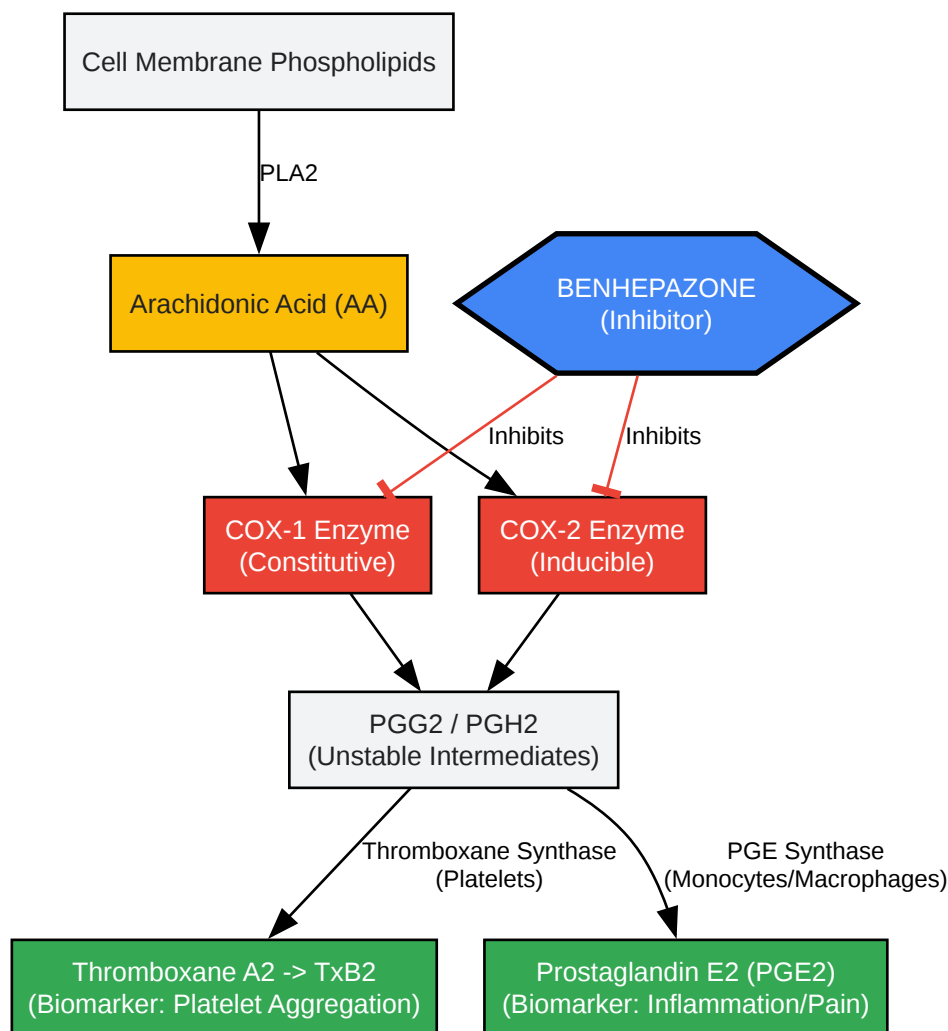 Cell Membrane Phospholipids
PLA2
Arachidonic Acid (AA)
BENHEPAZONE
(Inhibitor)
Inhibits
Inhibits
COX-1 Enzyme
(Constitutive)
COX-2 Enzyme
(Inducible)
PGG2 / PGH2
(Unstable Intermediates)
Thromboxane Synthase
(Platelets)
PGE Synthase
(Monocytes/Macrophages)
Thromboxane A2 -> TxB2
(Biomarker: Platelet Aggregation)
Prostaglandin E2 (PGE2)
(Biomarker: Inflammation/Pain)